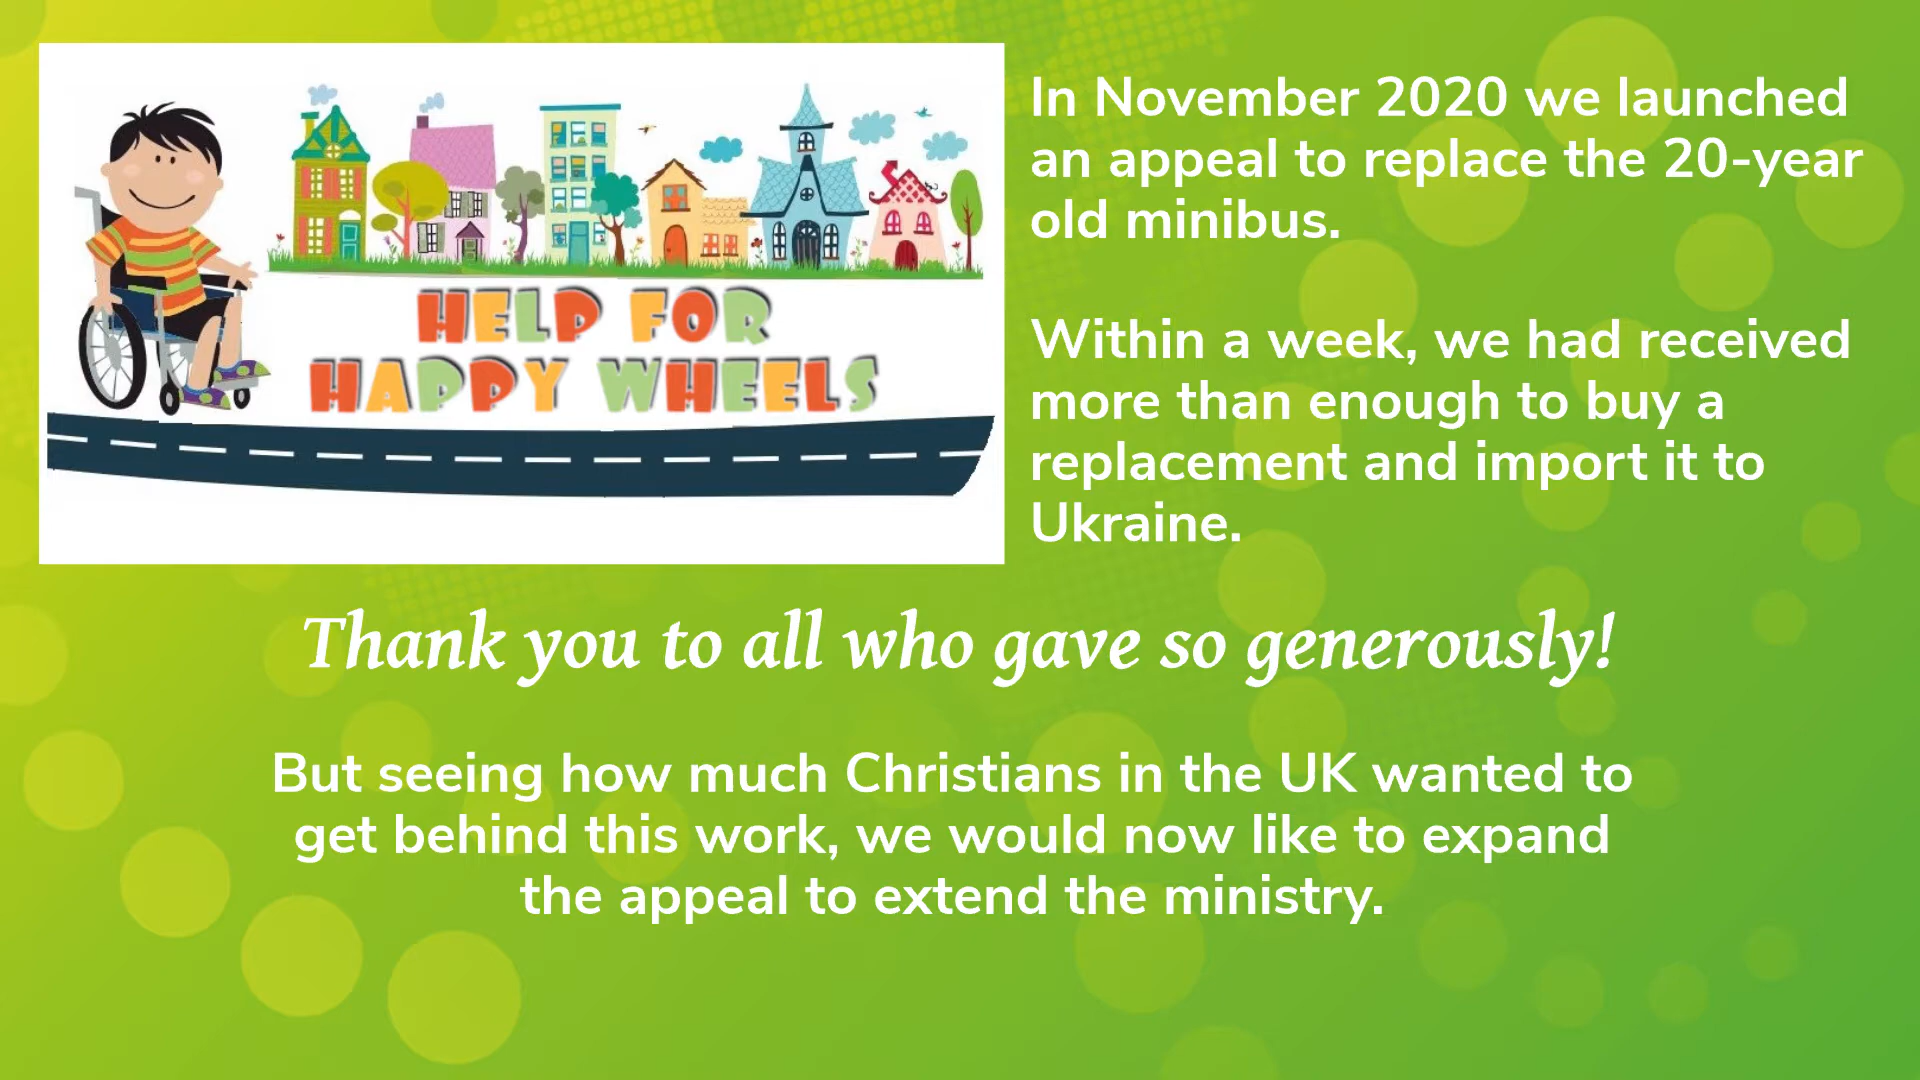 HELP FOR
HAPPY WHEELS
In November 2020 we launched
an appeal to replace the 20-year
old minibus.
Within a week, we had received
more than enough to buy a
replacement and import it to
Ukraine.
Thank you to all who gave so generously!
But seeing how much Christians in the UK wanted to
get behind this work, we would now like to expand
the appeal to extend the ministry.